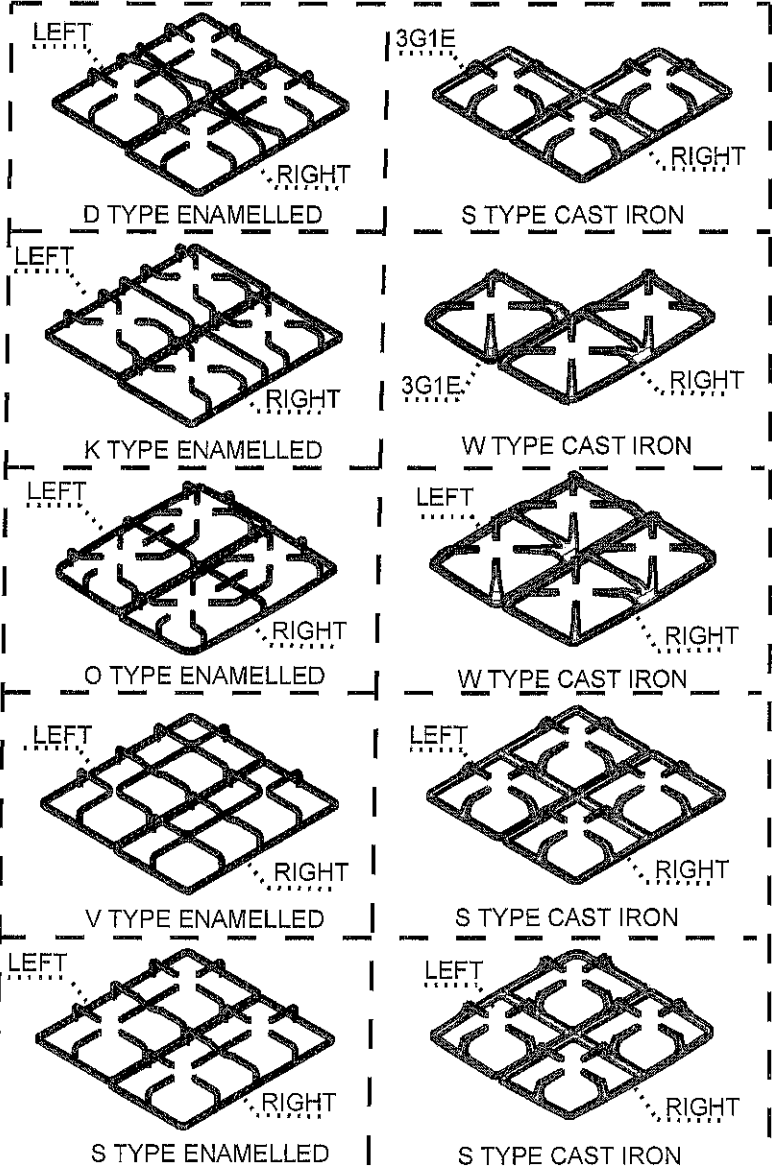 LEFT
RIGHT
D TYPE ENAMELLED
3G1E
RIGHT
S TYPE CAST IRON
LEFT
RIGHT
K TYPE ENAMELLED
3G1E
RIGHT
W TYPE CAST IRON
LEFT
RIGHT
O TYPE ENAMELLED
LEFT
RIGHT
W TYPE CAST IRON
LEFT
RIGHT
V TYPE ENAMELLED
LEFT
RIGHT
S TYPE CAST IRON
LEFT
RIGHT
S TYPE ENAMELLED
LEFT
RIGHT
S TYPE CAST IRON